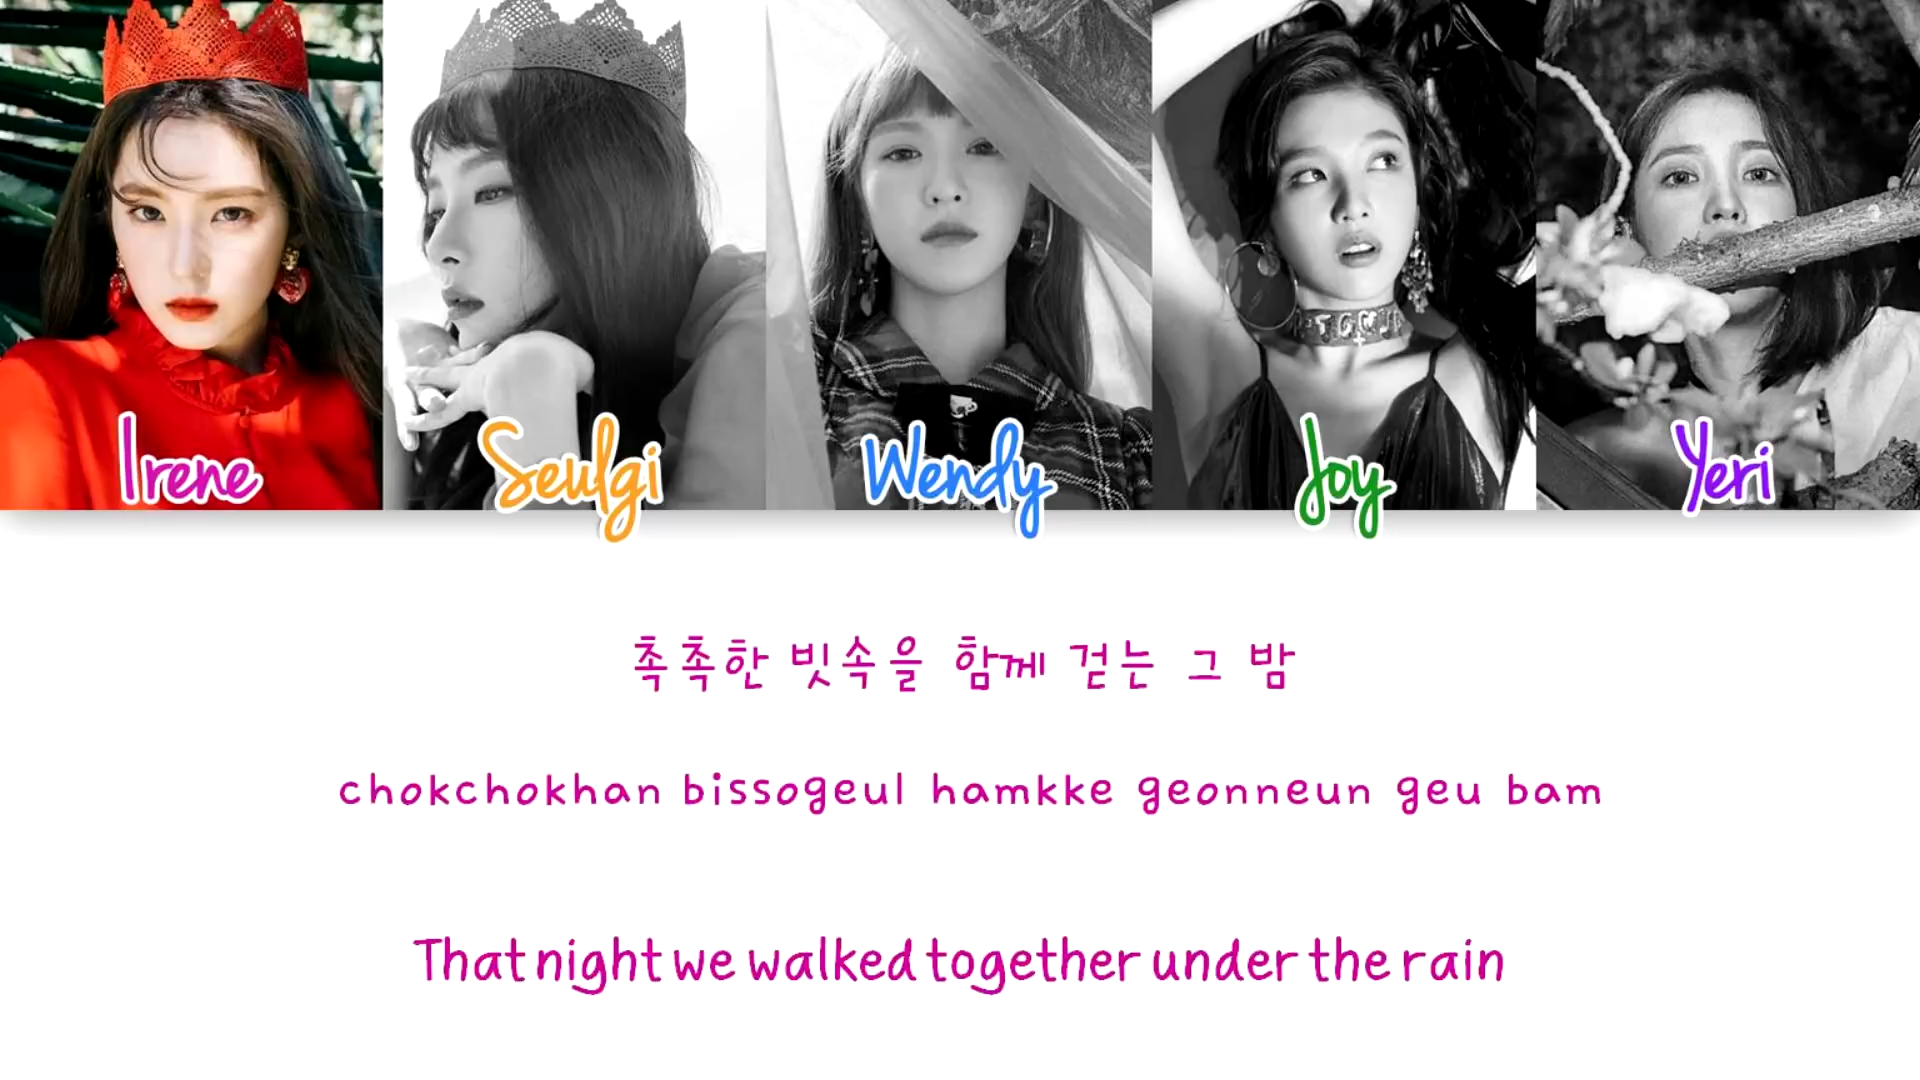 Irene Seulgi Wendy Joy Yeri
촉촉한 빗속을 함께 걷는 그 밤
chokchokhan bissogeul hamkke geonneun geu bam
That night we walked together under the rain